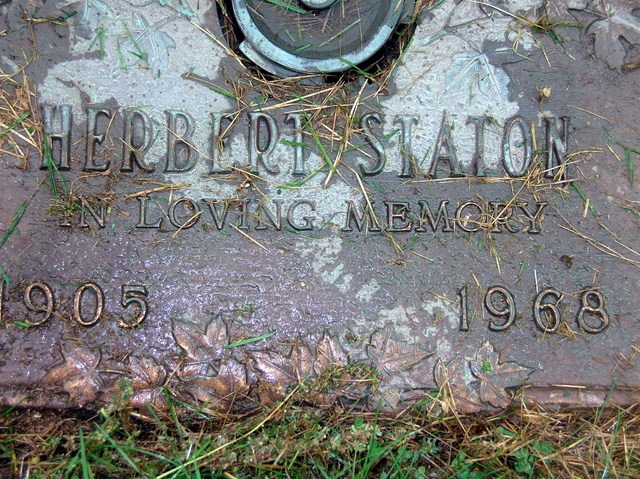 HERBERT STATON
IN LOVING MEMORY
1905 1968